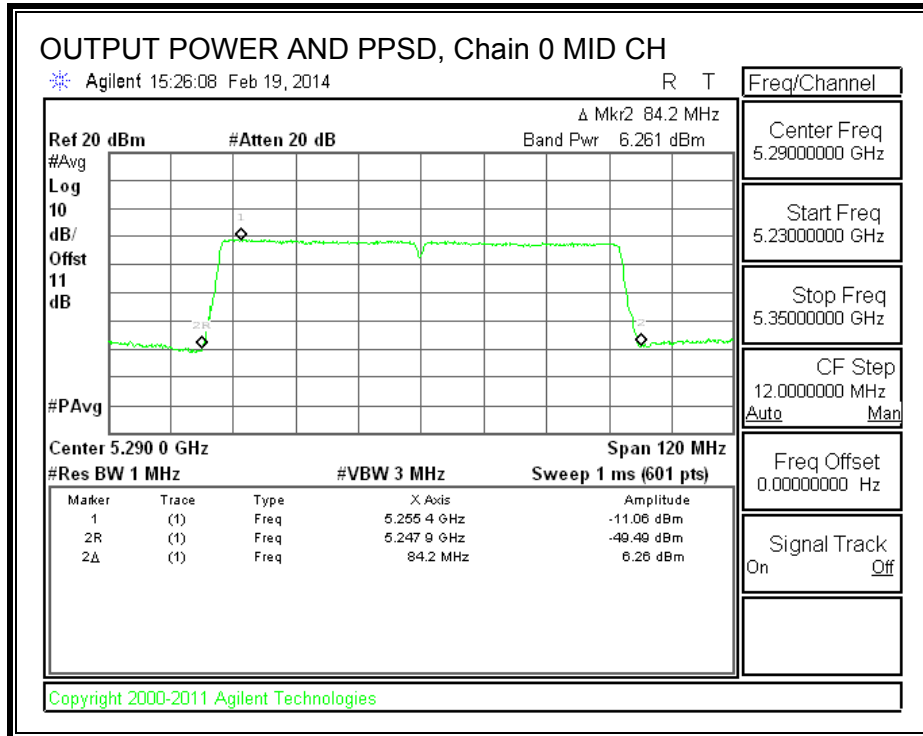 OUTPUT POWER AND PPSD, Chain 0 MID CH
Agilent 15:26:08 Feb 19, 2014 R T
Δ Mkr2 84.2 MHz
Ref 20 dBm #Atten 20 dB Band Pwr 6.261 dBm
#Avg
Log
10
dB/
Offst
11
dB
#PAvg
1
2R
2
Center 5.290 0 GHz Span 120 MHz
#Res BW 1 MHz #VBW 3 MHz Sweep 1 ms (601 pts)
Marker Trace Type X Axis Amplitude
1 (1) Freq 5.255 4 GHz -11.06 dBm
2R (1) Freq 5.247 9 GHz -49.49 dBm
2Δ (1) Freq 84.2 MHz 6.26 dBm
Freq/Channel
Center Freq
5.29000000 GHz
Start Freq
5.23000000 GHz
Stop Freq
5.35000000 GHz
CF Step
12.0000000 MHz
Auto Man
Freq Offset
0.00000000 Hz
Signal Track
On Off
Copyright 2000-2011 Agilent Technologies